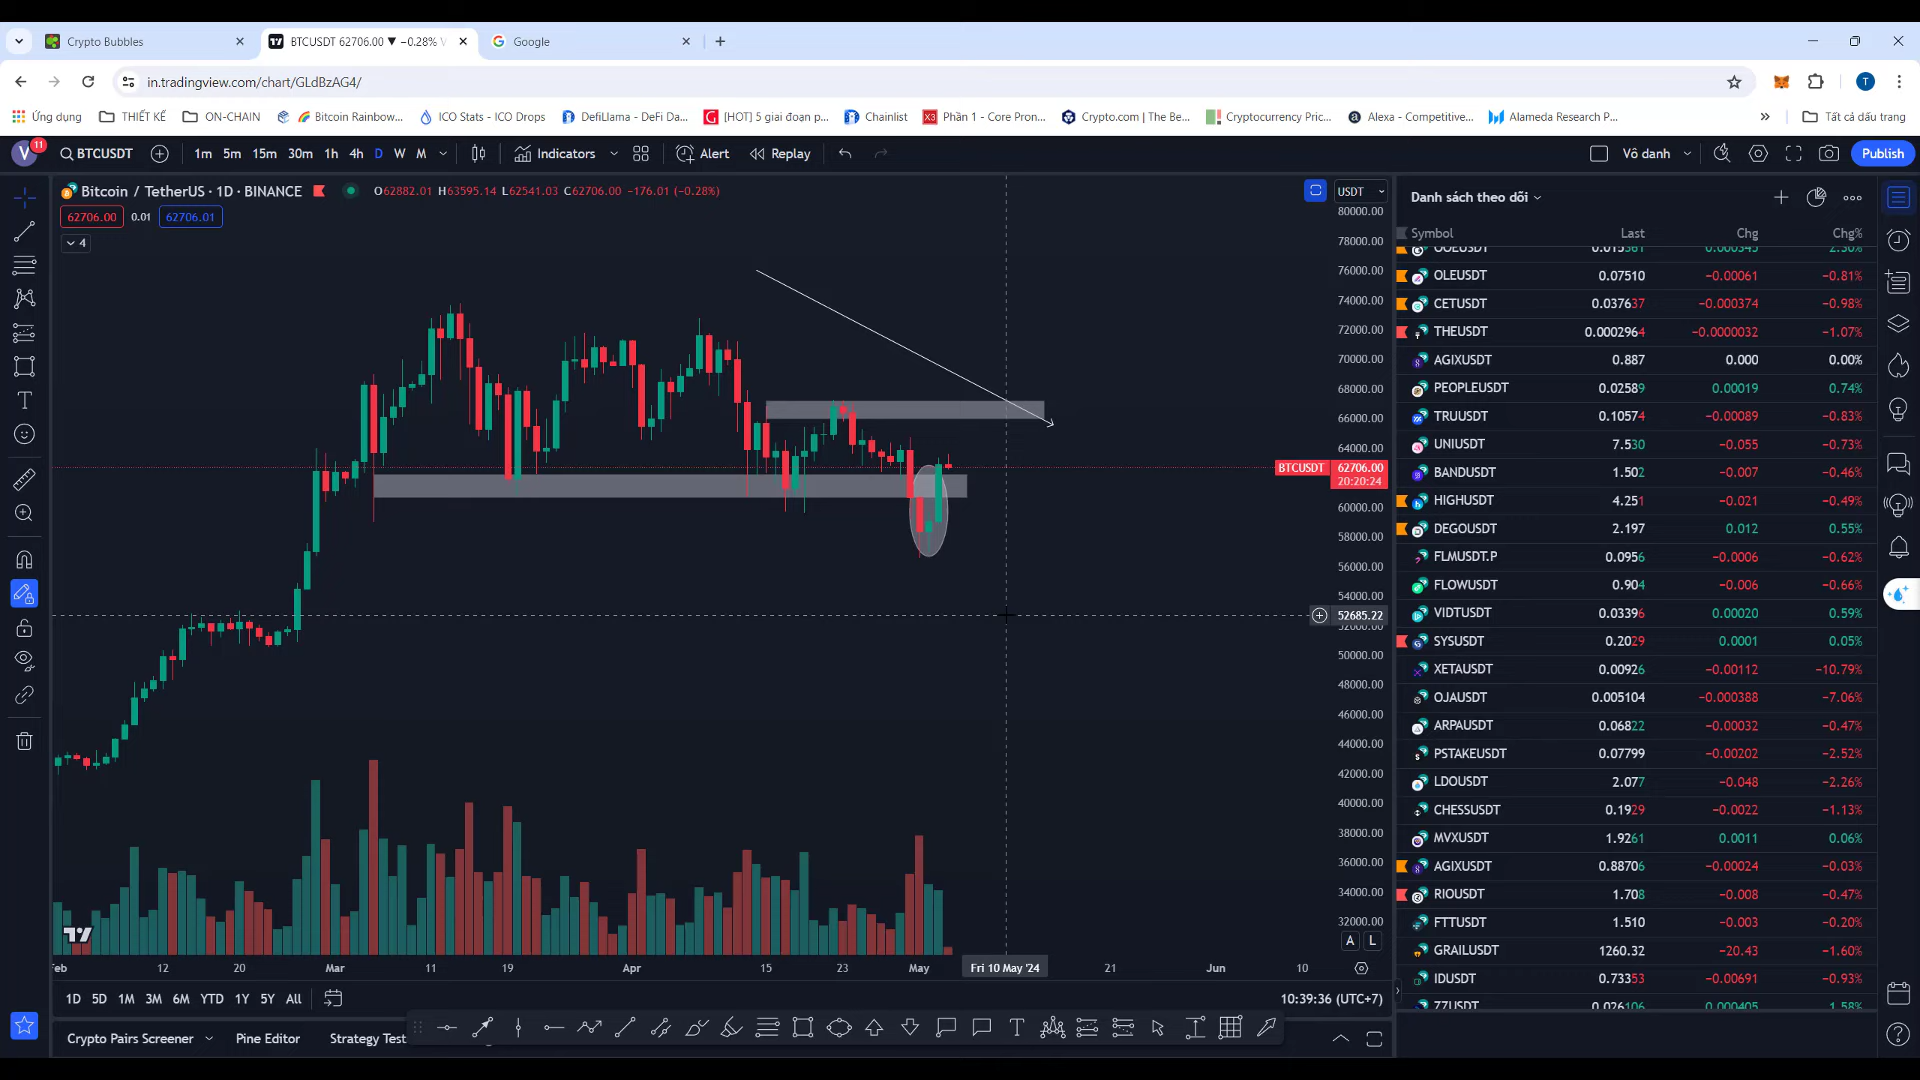 Crypto Bubbles
BTCUSDT 62706.00 ▼ −0.28%
Google
in.tradingview.com/chart/GLdBzAG4/
Ứng dụng
THIẾT KẾ
ON-CHAIN
Bitcoin Rainbow...
ICO Stats - ICO Drops
DefiLlama - DeFi Da...
[HOT] 5 giai đoạn p...
Chainlist
Phần 1 - Core Pron...
Crypto.com | The Be...
Cryptocurrency Pric...
Alexa - Competitive...
Alameda Research P...
Tất cả dấu trang
V
11
BTCUSDT
1m 5m 15m 30m 1h 4h D W M
Indicators
Alert
Replay
Vô danh
Publish
Bitcoin / TetherUS · 1D · BINANCE
O62882.01 H63595.14 L62541.03 C62706.00 −176.01 (−0.28%)
62706.00 0.01 62706.01
4
USDT
80000.00
78000.00
76000.00
74000.00
72000.00
70000.00
68000.00
66000.00
64000.00
BTCUSDT 62706.00
20:20:24
60000.00
58000.00
56000.00
54000.00
52685.22
52000.00
50000.00
48000.00
46000.00
44000.00
42000.00
40000.00
38000.00
36000.00
34000.00
32000.00
A L
12 20 Mar 11 19 Apr 15 23 May Fri 10 May '24 21 Jun 10
1D 5D 1M 3M 6M YTD 1Y 5Y All
10:39:36 (UTC+7)
Crypto Pairs Screener
Pine Editor
Strategy Test
Danh sách theo dõi
Symbol Last Chg Chg%
OLEUSDT 0.07510 −0.00061 −0.81%
CETUSDT 0.037637 −0.000374 −0.98%
THEUSDT 0.0002964 −0.0000032 −1.07%
AGIXUSDT 0.887 0.000 0.00%
PEOPLEUSDT 0.02589 0.00019 0.74%
TRUUSDT 0.10574 −0.00089 −0.83%
UNIUSDT 7.530 −0.055 −0.73%
BANDUSDT 1.502 −0.007 −0.46%
HIGHUSDT 4.251 −0.021 −0.49%
DEGOUSDT 2.197 0.012 0.55%
FLMUSDT.P 0.0956 −0.0006 −0.62%
FLOWUSDT 0.904 −0.006 −0.66%
VIDTUSDT 0.03396 0.00020 0.59%
SYSUSDT 0.2029 0.0001 0.05%
XETAUSDT 0.00926 −0.00112 −10.79%
OJAUSDT 0.005104 −0.000388 −7.06%
ARPAUSDT 0.06822 −0.00032 −0.47%
PSTAKEUSDT 0.07799 −0.00202 −2.52%
LDOUSDT 2.077 −0.048 −2.26%
CHESSUSDT 0.1929 −0.0022 −1.13%
MVXUSDT 1.9261 0.0011 0.06%
AGIXUSDT 0.88706 −0.00024 −0.03%
RIOUSDT 1.708 −0.008 −0.47%
FTTUSDT 1.510 −0.003 −0.20%
GRAILUSDT 1260.32 −20.43 −1.60%
IDUSDT 0.73353 −0.00691 −0.93%